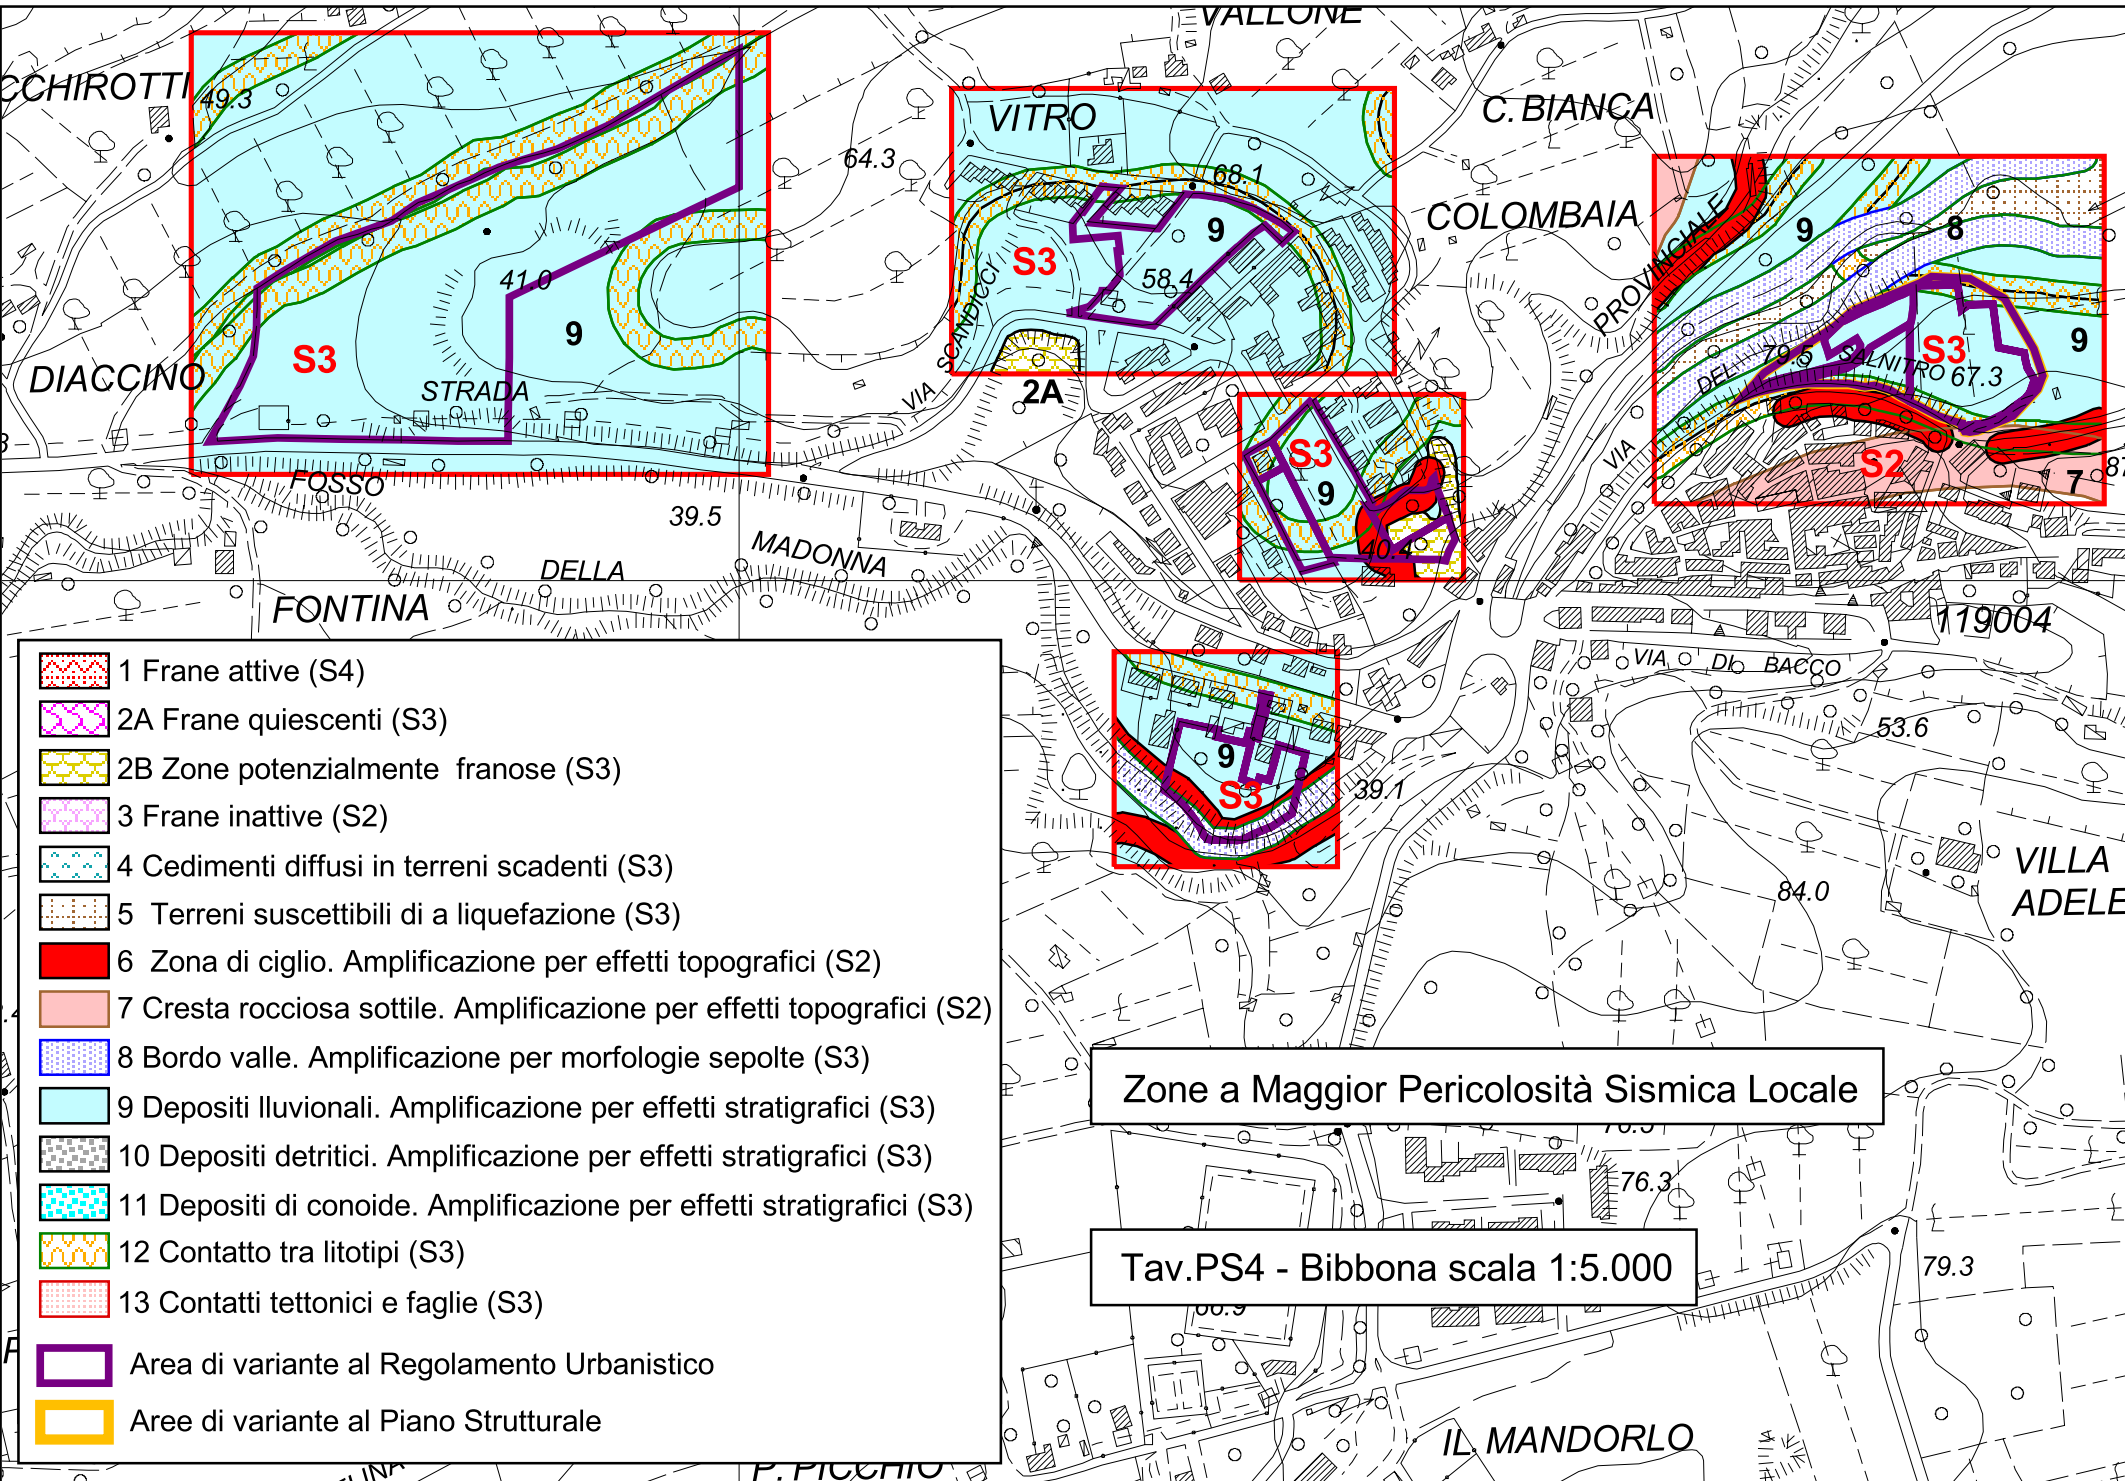 VALLONE
CCHIROTTI
49.3
VITRO
C. BIANCA
64.3
68.1
COLOMBAIA
PROVINCIALE
9
8
9
S3
58.4
41.0
9
S3
SCANDICCI
VIA
2A
DIACCINO
STRADA
S3
9
79.5
SALNITRO
67.3
DEL
VIA
S2
7
87
S3
9
40.4
FOSSO
39.5
MADONNA
DELLA
FONTINA
119004
VIA DI BACCO
53.6
9
S3
39.1
84.0
VILLA
ADELE
1 Frane attive (S4)
2A Frane quiescenti (S3)
2B Zone potenzialmente franose (S3)
3 Frane inattive (S2)
4 Cedimenti diffusi in terreni scadenti (S3)
5 Terreni suscettibili di a liquefazione (S3)
6 Zona di ciglio. Amplificazione per effetti topografici (S2)
7 Cresta rocciosa sottile. Amplificazione per effetti topografici (S2)
8 Bordo valle. Amplificazione per morfologie sepolte (S3)
9 Depositi lluvionali. Amplificazione per effetti stratigrafici (S3)
10 Depositi detritici. Amplificazione per effetti stratigrafici (S3)
11 Depositi di conoide. Amplificazione per effetti stratigrafici (S3)
12 Contatto tra litotipi (S3)
13 Contatti tettonici e faglie (S3)
Area di variante al Regolamento Urbanistico
Aree di variante al Piano Strutturale
Zone a Maggior Pericolosità Sismica Locale
76.3
Tav.PS4 - Bibbona scala 1:5.000
79.3
66.9
IL MANDORLO
P. PICCHIO